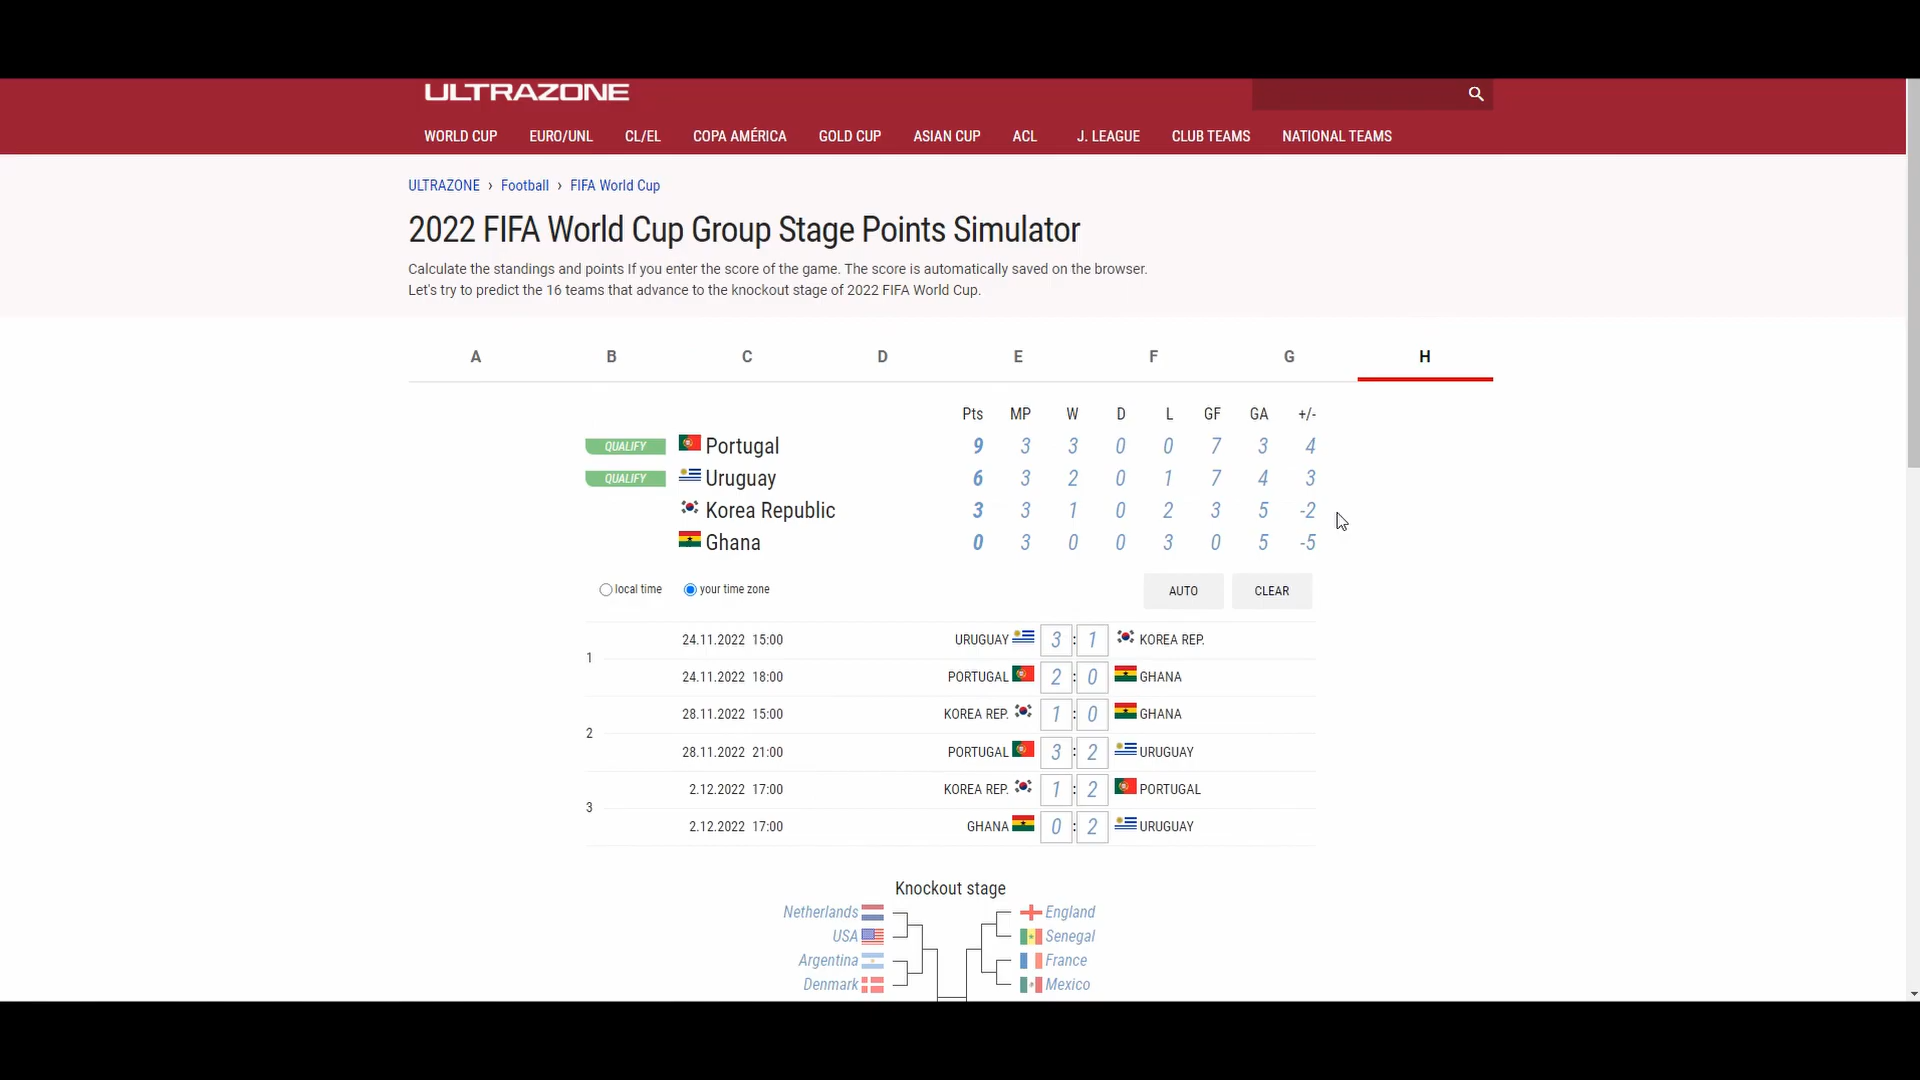 ULTRAZONE
WORLD CUP EURO/UNL CL/EL COPA AMÉRICA GOLD CUP ASIAN CUP ACL J. LEAGUE CLUB TEAMS NATIONAL TEAMS
ULTRAZONE › Football › FIFA World Cup
2022 FIFA World Cup Group Stage Points Simulator
Calculate the standings and points If you enter the score of the game. The score is automatically saved on the browser.
Let's try to predict the 16 teams that advance to the knockout stage of 2022 FIFA World Cup.
A B C D E F G H
Pts MP W D L GF GA +/-
QUALIFY Portugal 9 3 3 0 0 7 3 4
QUALIFY Uruguay 6 3 2 0 1 7 4 3
Korea Republic 3 3 1 0 2 3 5 -2
Ghana 0 3 0 0 3 0 5 -5
local time your time zone AUTO CLEAR
24.11.2022 15:00 URUGUAY 3 : 1 KOREA REP.
1
24.11.2022 18:00 PORTUGAL 2 : 0 GHANA
28.11.2022 15:00 KOREA REP. 1 : 0 GHANA
2
28.11.2022 21:00 PORTUGAL 3 : 2 URUGUAY
2.12.2022 17:00 KOREA REP. 1 : 2 PORTUGAL
3
2.12.2022 17:00 GHANA 0 : 2 URUGUAY
Knockout stage
Netherlands England
USA Senegal
Argentina France
Denmark Mexico